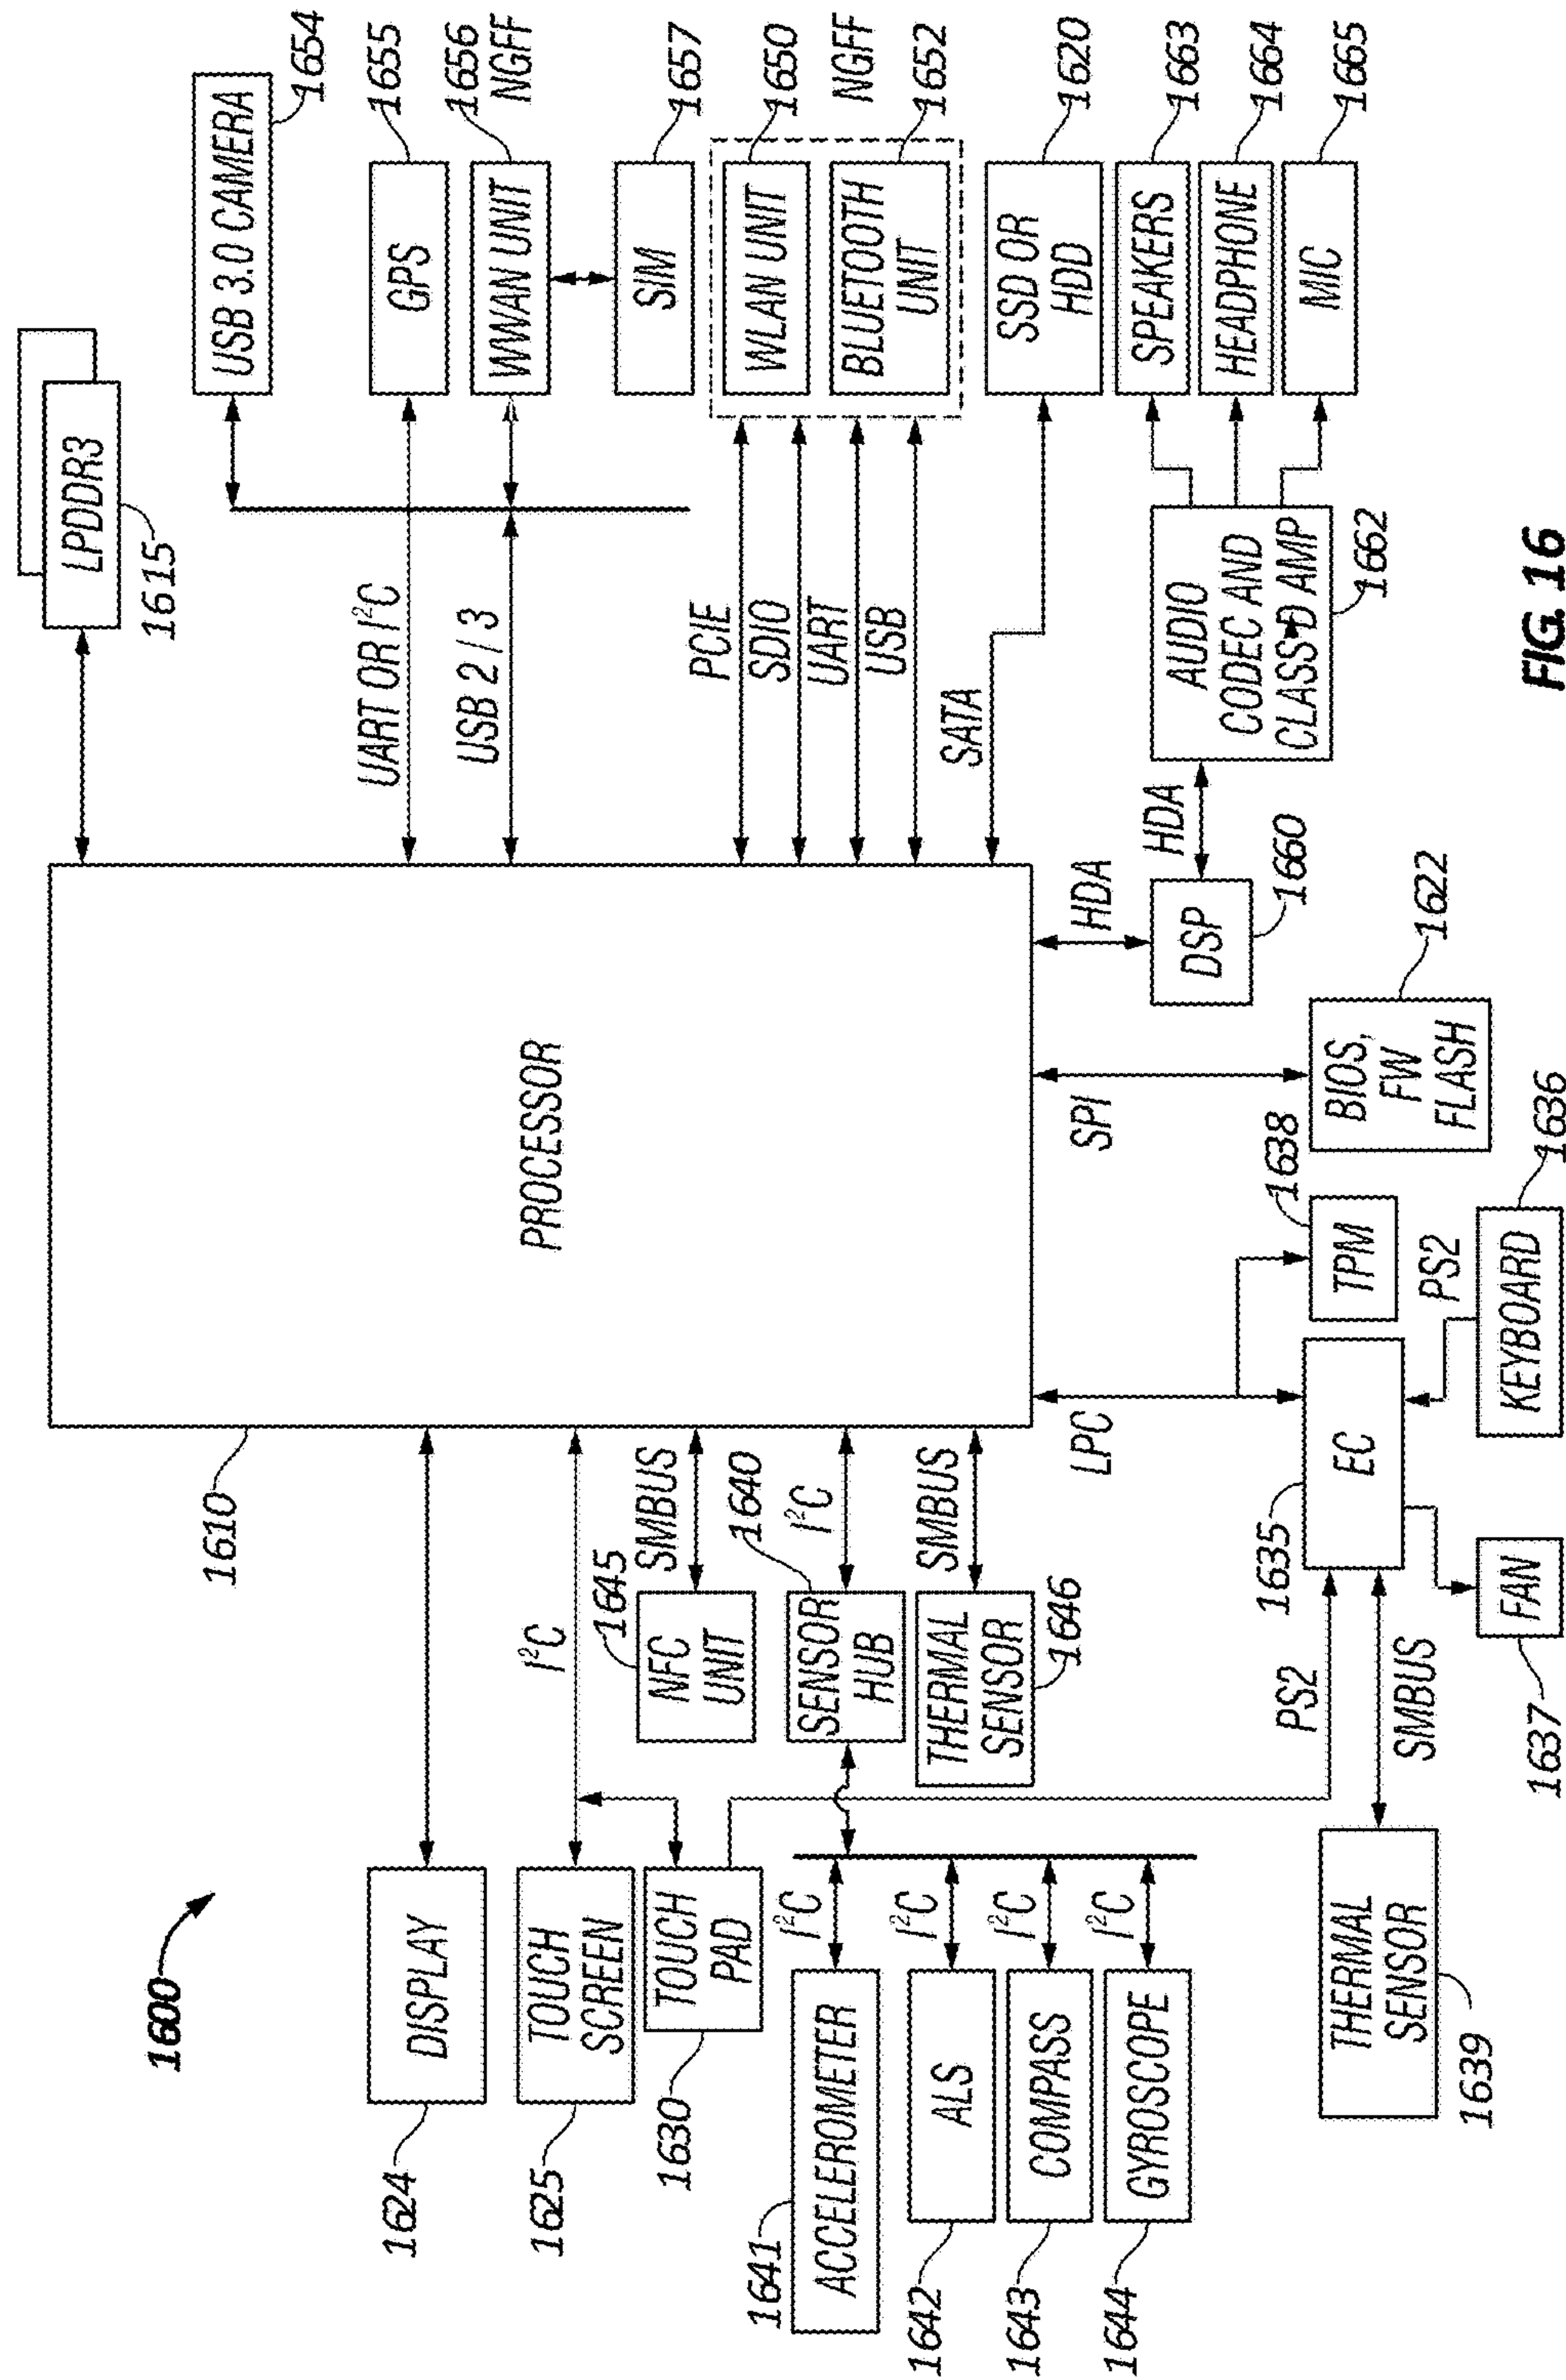 1600
LPDDR3
1615
USB 3.0 CAMERA
1654
1610
PROCESSOR
DISPLAY
1624
UART OR I²C
GPS
1655
USB 2 / 3
WWAN UNIT
1656
NGFF
SIM
1657
I²C
TOUCH
SCREEN
1625
TOUCH
PAD
1630
1645
NFC
UNIT
SMBUS
1640
SENSOR
HUB
I²C
THERMAL
SENSOR
1646
SMBUS
PCIE
SDIO
UART
USB
WLAN UNIT
1650
NGFF
BLUETOOTH
UNIT
1652
SATA
SSD OR
HDD
1620
1641
ACCELEROMETER
I²C
1642
ALS
I²C
1643
COMPASS
I²C
1644
GYROSCOPE
I²C
LPC
SPI
HDA
HDA
DSP
1660
AUDIO
CODEC AND
CLASS D AMP
1662
SPEAKERS
1663
HEADPHONE
1664
MIC
1665
PS2
1635
EC
TPM
1638
BIOS,
FW
FLASH
1622
THERMAL
SENSOR
1639
SMBUS
FAN
1637
PS2
KEYBOARD
1636
FIG. 16